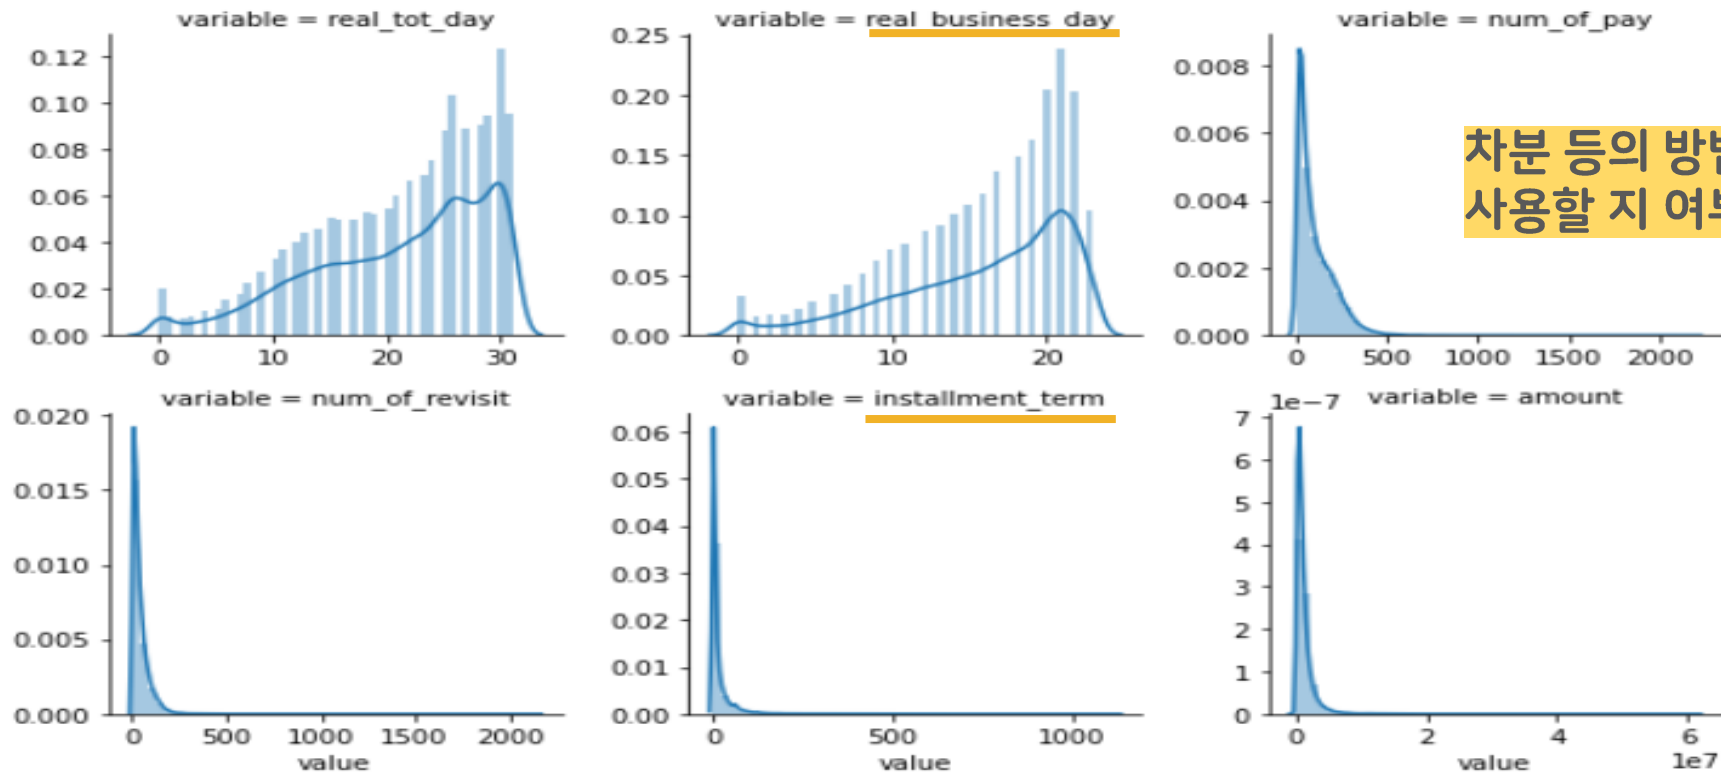 variable = real_tot_day
variable = real_business_day
variable = num_of_pay
0.12
0.10
0.08
0.06
0.04
0.02
0.00
0 10 20 30
0.25
0.20
0.15
0.10
0.05
0.00
0 10 20
0.008
0.006
0.004
0.002
0.000
0 500 1000 1500 2000
차분 등의
사용할 지
variable = num_of_revisit
variable = installment_term
variable = amount
0.020
0.015
0.010
0.005
0.000
0 500 1000 1500 2000
value
0.06
0.05
0.04
0.03
0.02
0.01
0.00
0 500 1000
value
1e−7
7
6
5
4
3
2
1
0
0 2 4 6
1e7
value